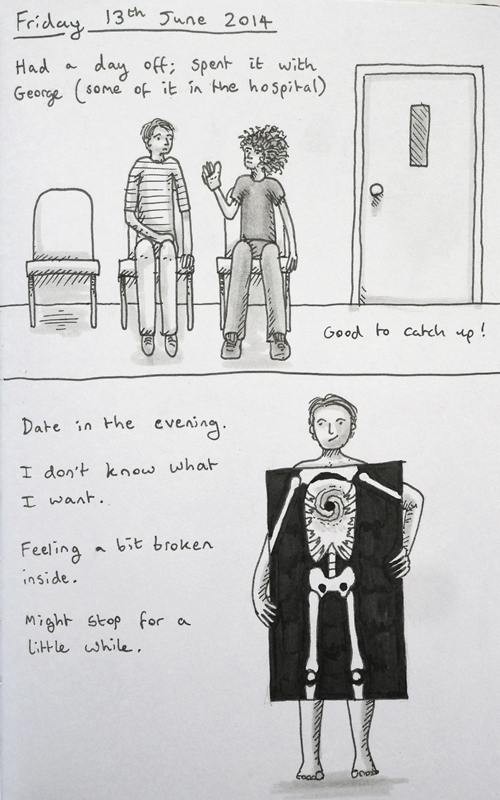 Friday 13th June 2014
Had a day off; spent it with
George (some of it in the hospital)
Good to catch up!
Date in the evening.
I don't know what
I want.
Feeling a bit broken
inside.
Might stop for a
little while.